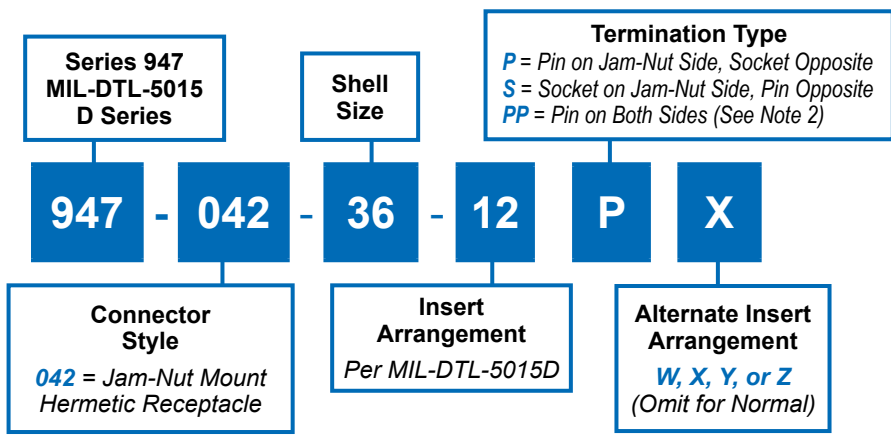 Series 947
MIL-DTL-5015
D Series
Shell
Size
Termination Type
P = Pin on Jam-Nut Side, Socket Opposite
S = Socket on Jam-Nut Side, Pin Opposite
PP = Pin on Both Sides (See Note 2)
947 - 042 - 36 - 12 P X
Connector
Style
042 = Jam-Nut Mount
Hermetic Receptacle
Insert
Arrangement
Per MIL-DTL-5015D
Alternate Insert
Arrangement
W, X, Y, or Z
(Omit for Normal)